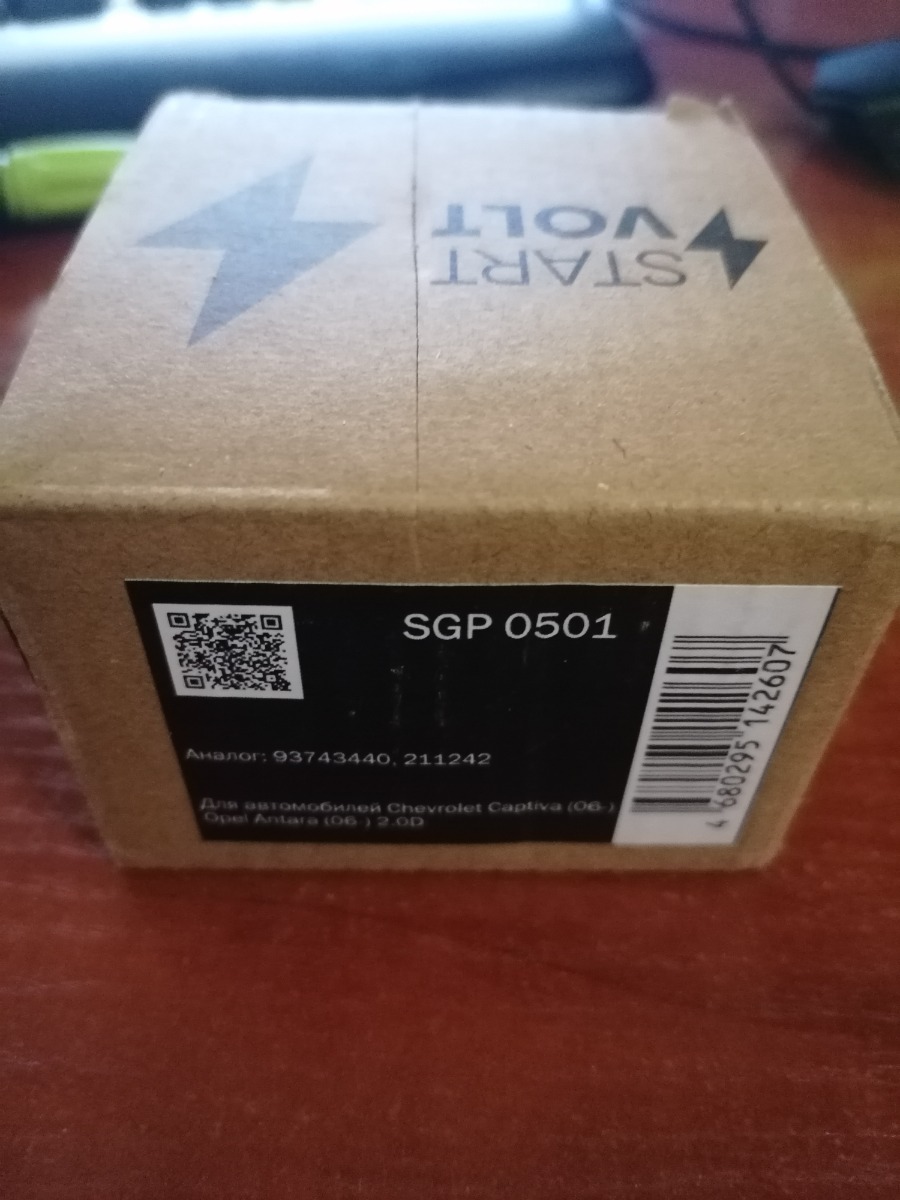 START
VOLT
SGP 0501
Аналог: 93743440, 211242
Для автомобилей Chevrolet Captiva (06-)
Opel Antara (06-) 2.0D
4 680295 142607